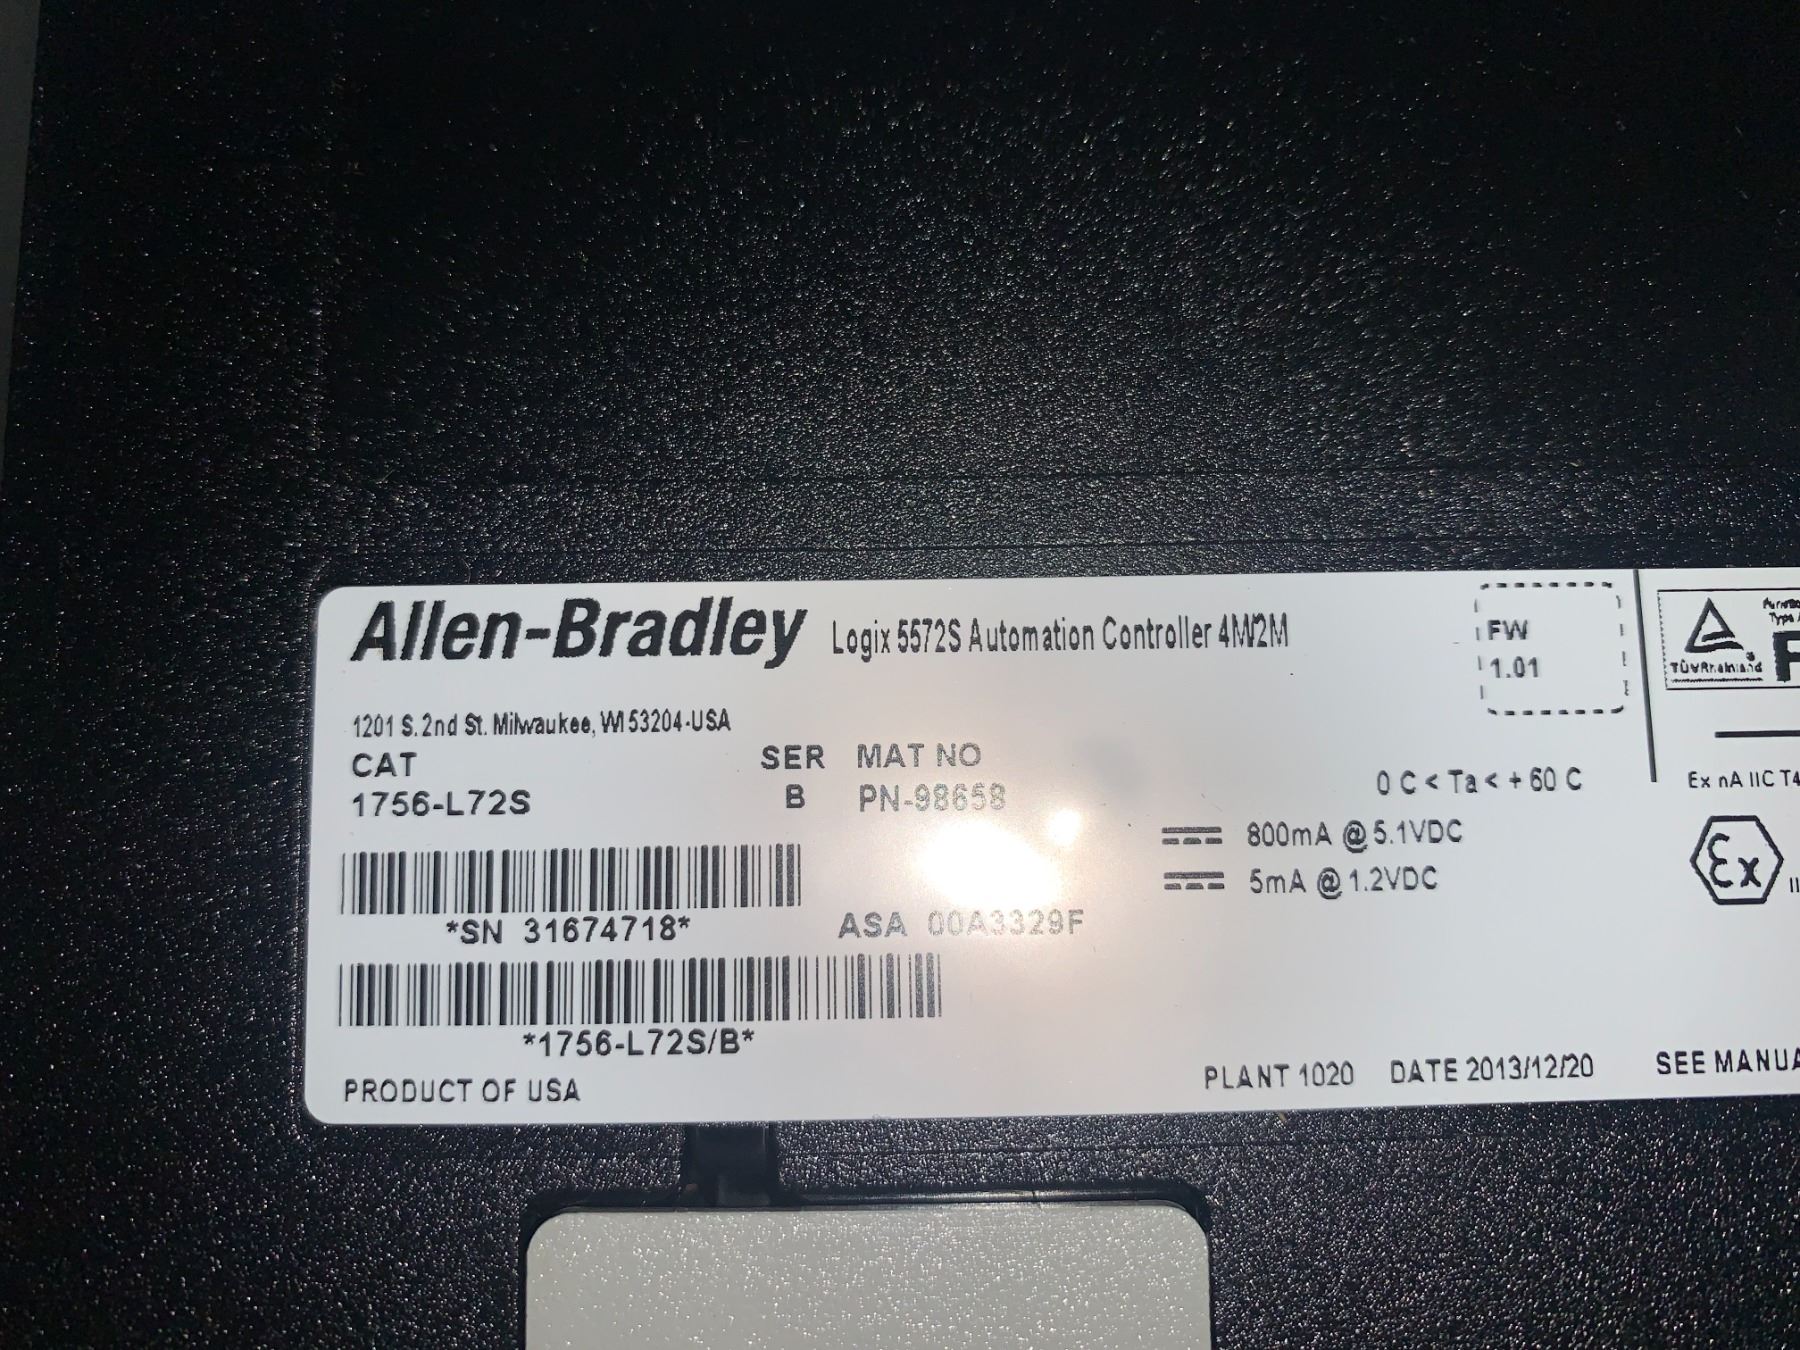 Allen-Bradley Logix 5572S Automation Controller 4M/2M
FW
1.01
TÜVRheinland
1201 S. 2nd St. Milwaukee, WI 53204-USA
CAT SER MAT NO
1756-L72S B PN-98658
0 C < Ta < + 60 C
Ex nA IIC T4
800mA @ 5.1VDC
5mA @ 1.2VDC
Ex
*SN 31674718* ASA 00A3329F
*1756-L72S/B*
PRODUCT OF USA
PLANT 1020 DATE 2013/12/20 SEE MANUA